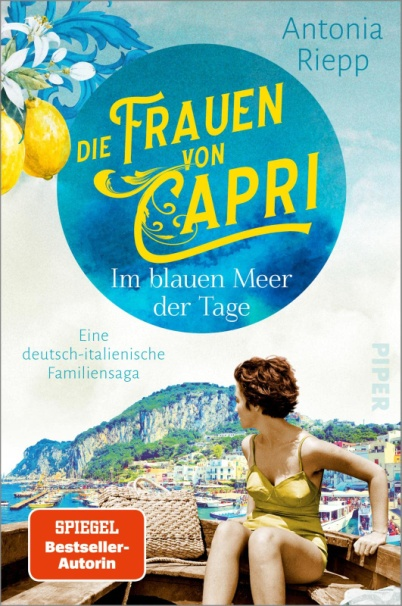 Antonia
Riepp
DIE FRAUEN
VON
CAPRI
Im blauen Meer
der Tage
Eine
deutsch-italienische
Familiensaga
PIPER
SPIEGEL
Bestseller-
Autorin